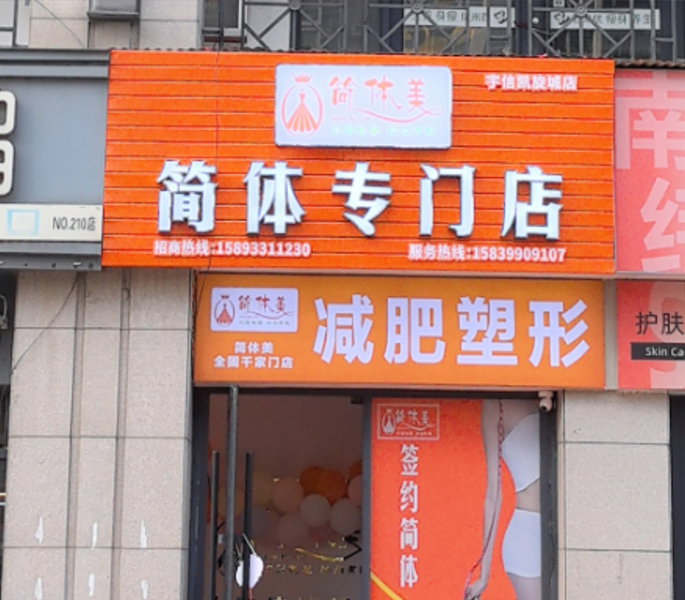 简体美
宇信凯旋城店
简体专门店
招商热线:15893311230
服务热线:15839909107
NO.210店
简体美
简体美
全国千家门店
减肥塑形
护肤
Skin Ca
简体美
签约简体